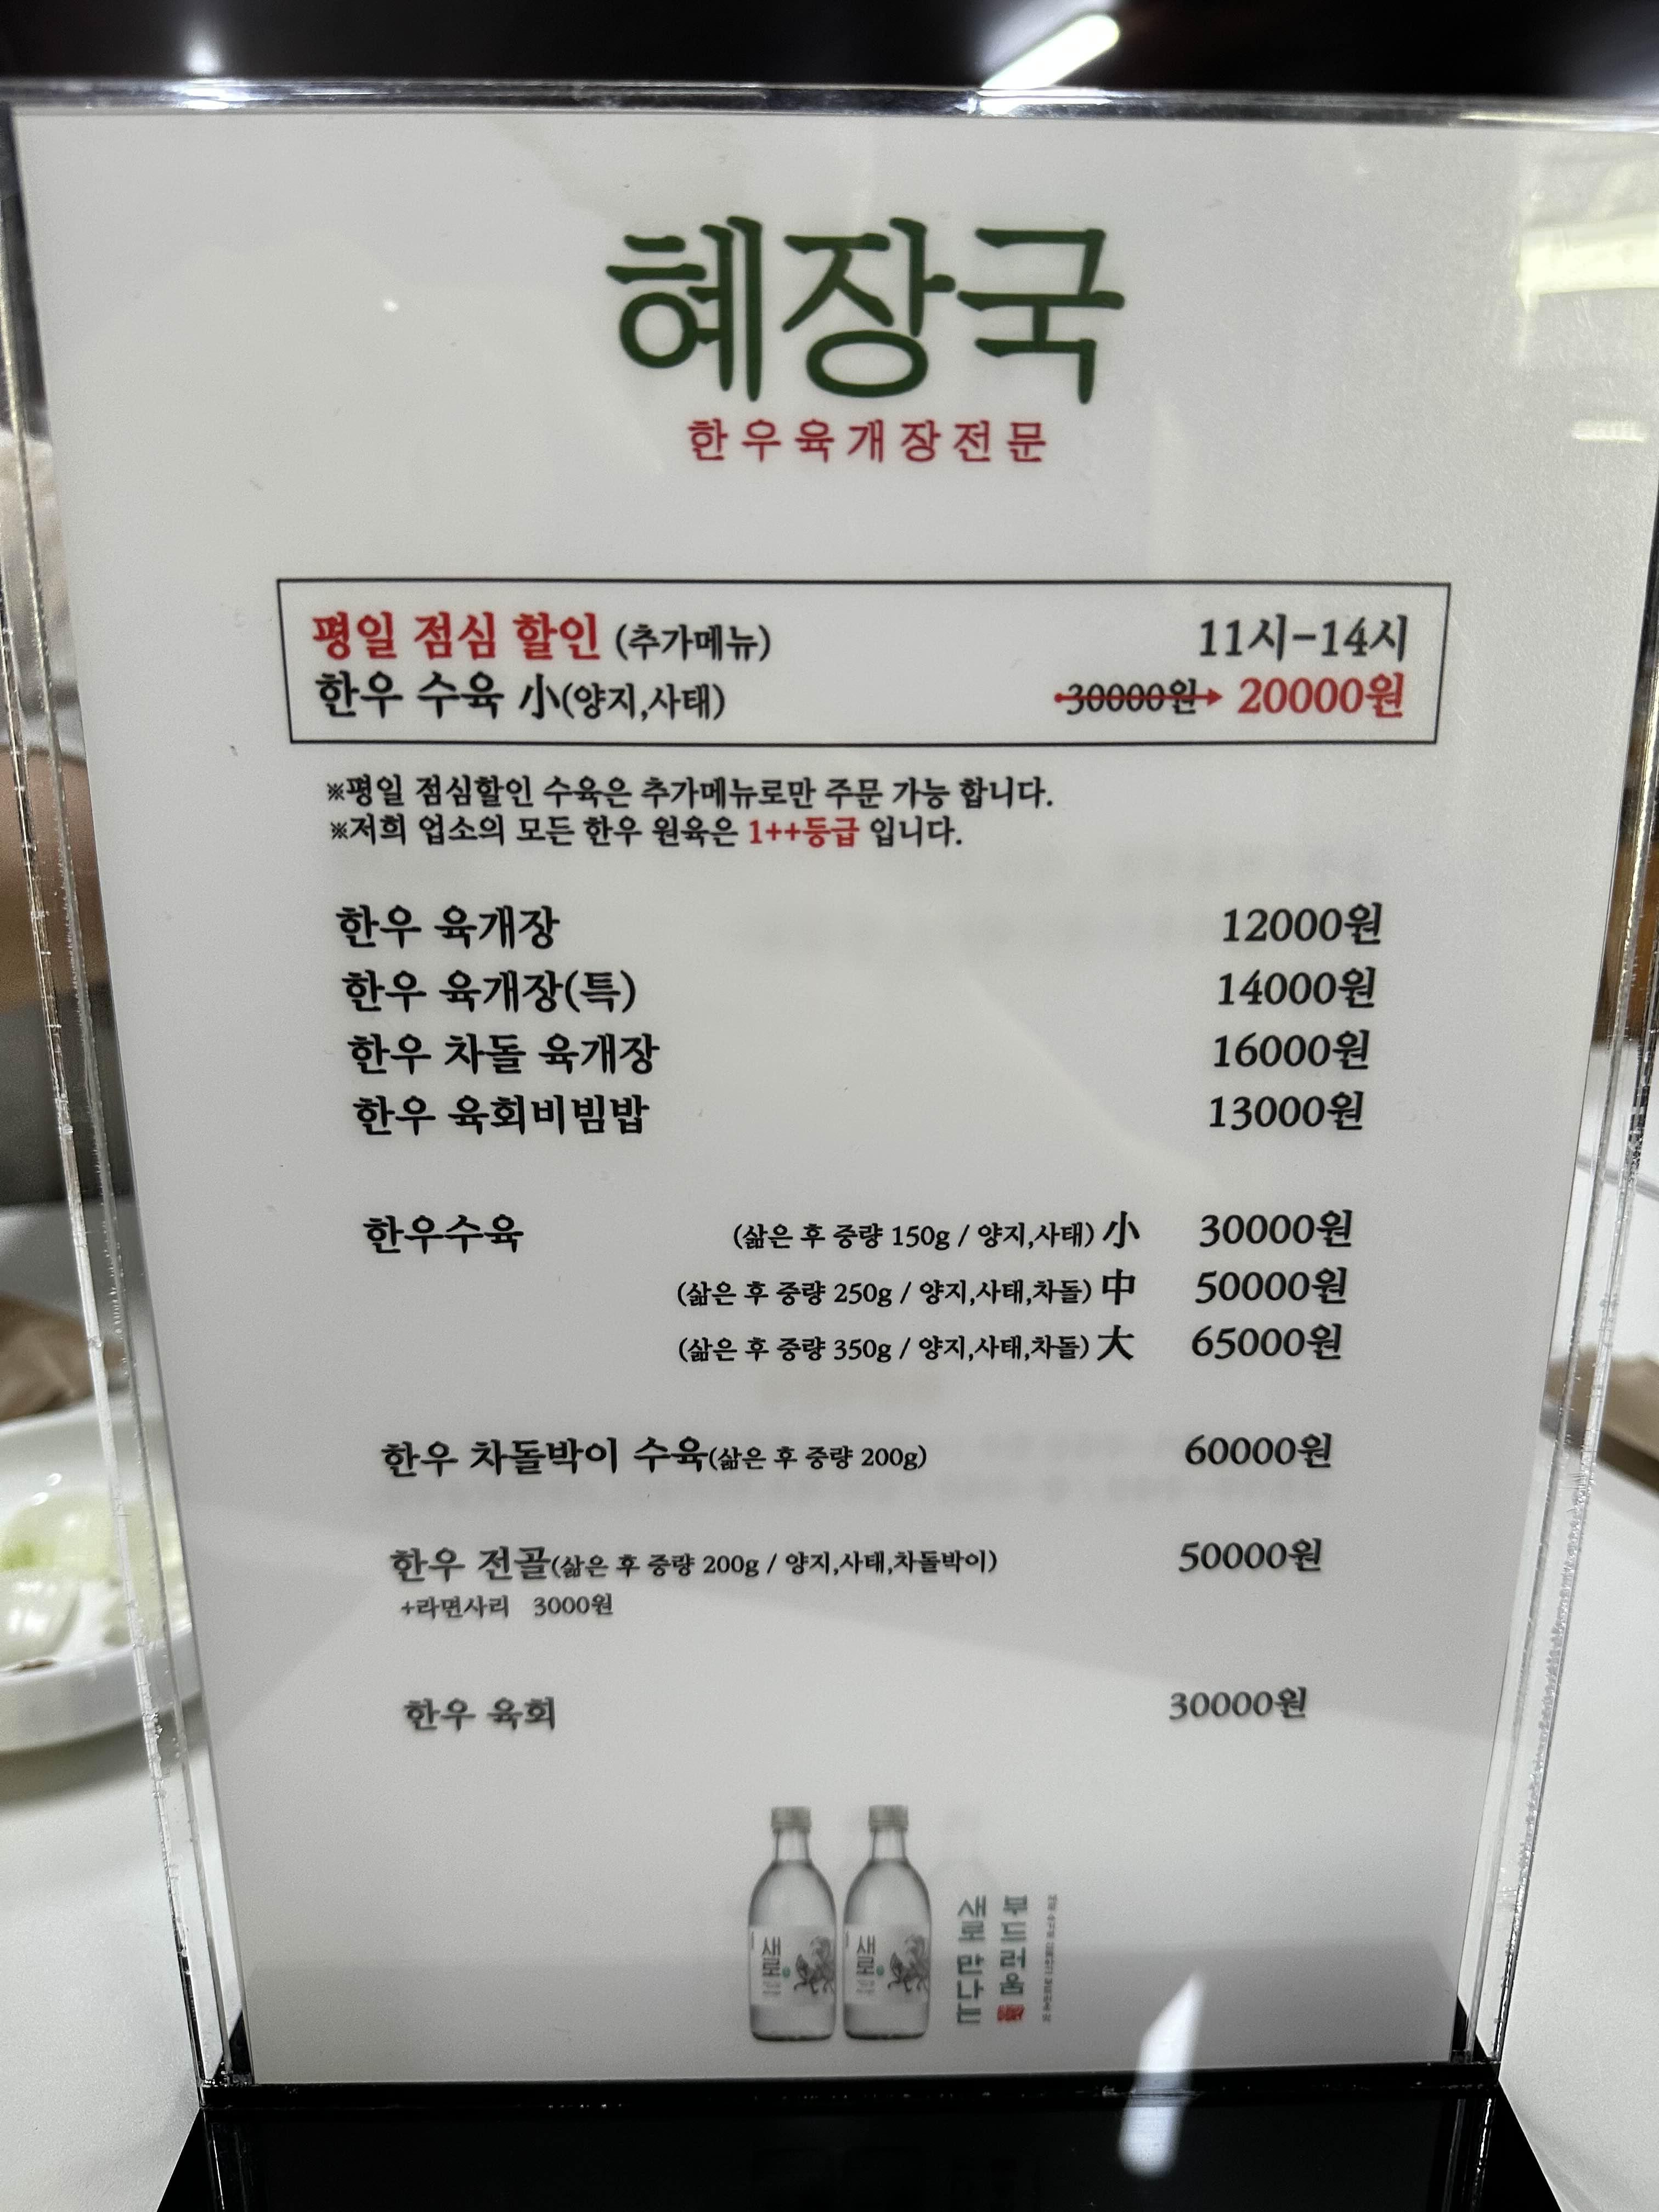 혜장국
한우육개장전문
평일 점심 할인 (추가메뉴) 11시-14시
한우 수육 小(양지,사태) 30000원 20000원
※평일 점심할인 수육은 추가메뉴로만 주문 가능 합니다.
※저희 업소의 모든 한우 원육은 1++등급 입니다.
한우 육개장 12000원
한우 육개장(특) 14000원
한우 차돌 육개장 16000원
한우 육회비빔밥 13000원
한우수육 (삶은 후 중량 150g / 양지,사태) 小 30000원
(삶은 후 중량 250g / 양지,사태,차돌) 中 50000원
(삶은 후 중량 350g / 양지,사태,차돌) 大 65000원
한우 차돌박이 수육(삶은 후 중량 200g) 60000원
한우 전골(삶은 후 중량 200g / 양지,사태,차돌박이) 50000원
+라면사리 3000원
한우 육회 30000원
새로
새로
부드러움
새로 만나는